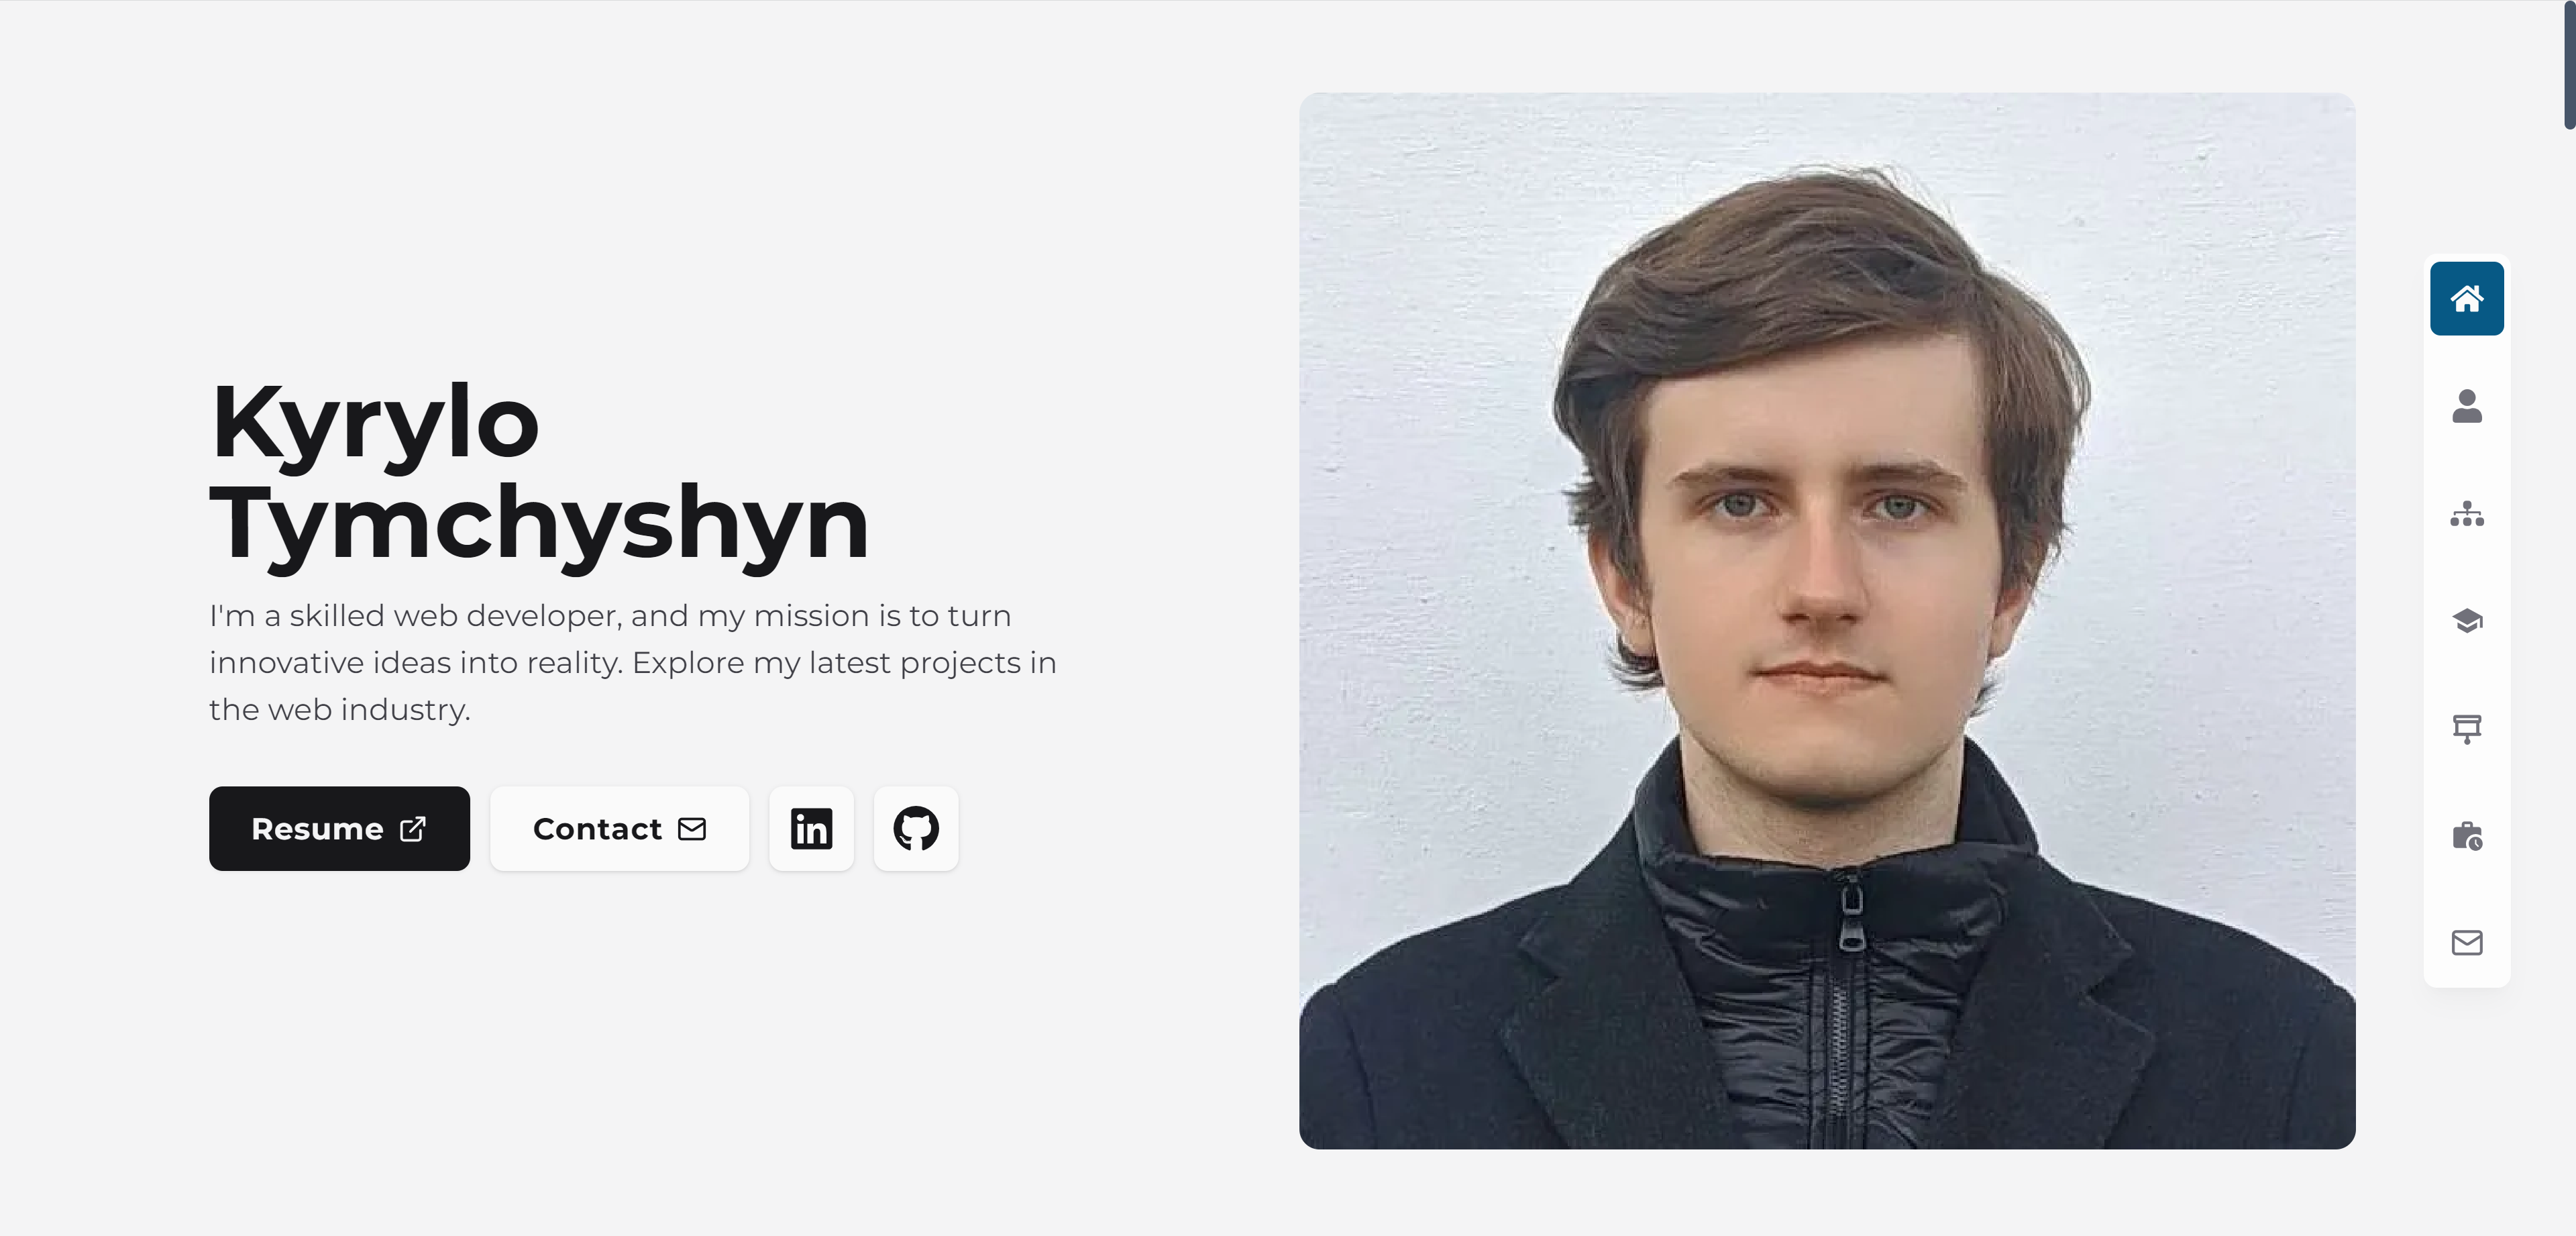 Kyrylo
Tymchyshyn
I'm a skilled web developer, and my mission is to turn
innovative ideas into reality. Explore my latest projects in
the web industry.
Resume
Contact
in